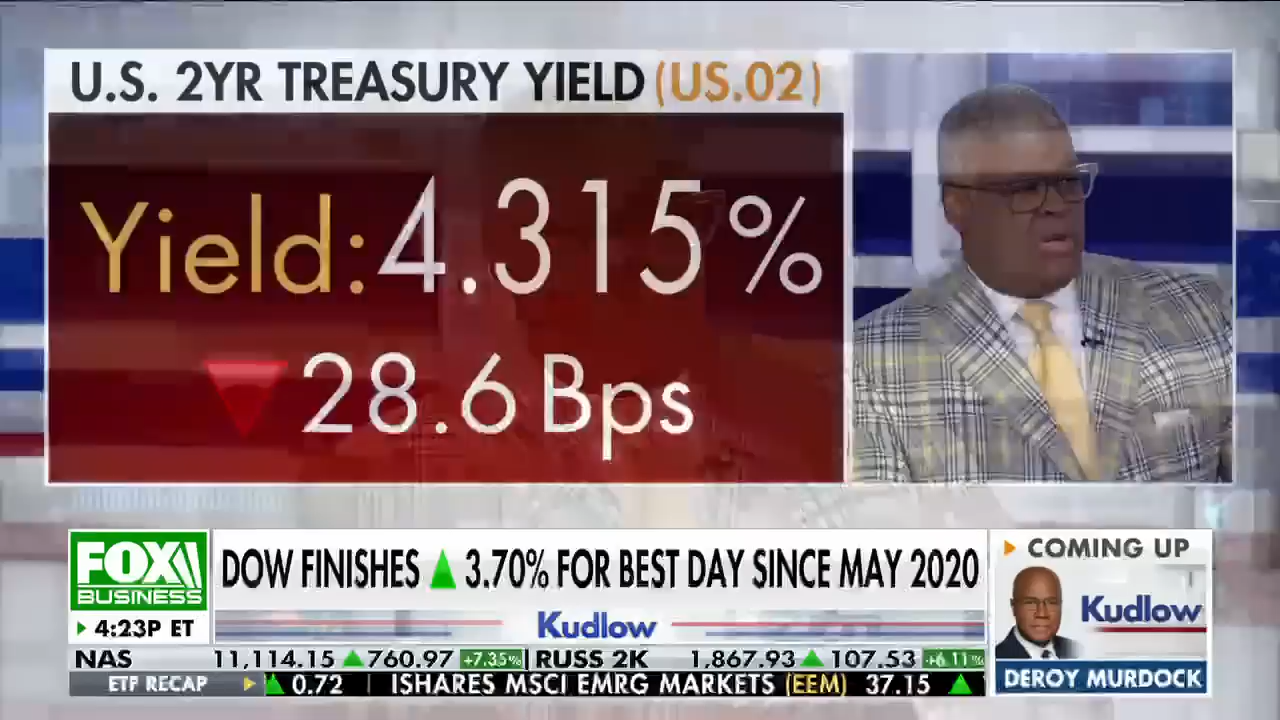 U.S. 2YR TREASURY YIELD (US.02)
Yield: 4.315%
▼ 28.6 Bps
FOX
BUSINESS
4:23P ET
DOW FINISHES ▲ 3.70% FOR BEST DAY SINCE MAY 2020
Kudlow
COMING UP
Kudlow
DEROY MURDOCK
NAS 11,114.15 ▲ 760.97 +7.35% RUSS 2K 1,867.93 ▲ 107.53 +6.11%
ETF RECAP ▲ 0.72 ISHARES MSCI EMRG MARKETS (EEM) 37.15 ▲